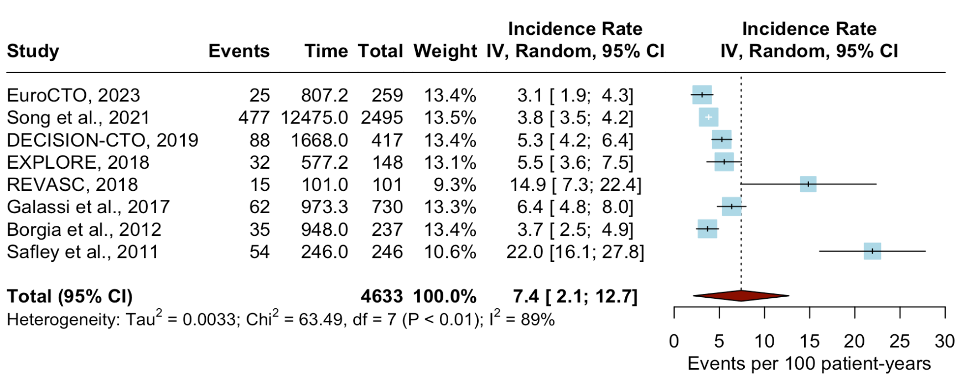 Incidence Rate Incidence Rate
Study Events Time Total Weight IV, Random, 95% CI IV, Random, 95% CI
EuroCTO, 2023 25 807.2 259 13.4% 3.1 [ 1.9; 4.3]
Song et al., 2021 477 12475.0 2495 13.5% 3.8 [ 3.5; 4.2]
DECISION-CTO, 2019 88 1668.0 417 13.4% 5.3 [ 4.2; 6.4]
EXPLORE, 2018 32 577.2 148 13.1% 5.5 [ 3.6; 7.5]
REVASC, 2018 15 101.0 101 9.3% 14.9 [ 7.3; 22.4]
Galassi et al., 2017 62 973.3 730 13.3% 6.4 [ 4.8; 8.0]
Borgia et al., 2012 35 948.0 237 13.4% 3.7 [ 2.5; 4.9]
Safley et al., 2011 54 246.0 246 10.6% 22.0 [16.1; 27.8]
Total (95% CI) 4633 100.0% 7.4 [ 2.1; 12.7]
Heterogeneity: Tau² = 0.0033; Chi² = 63.49, df = 7 (P < 0.01); I² = 89%
0 5 10 15 20 25 30
Events per 100 patient-years